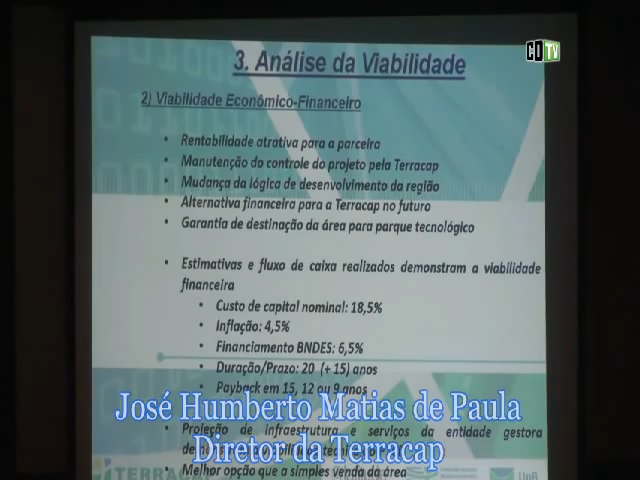 CDTV
3. Análise da Viabilidade
2) Viabilidade Econômico-Financeiro
• Rentabilidade atrativa para a parceira
• Manutenção do controle do projeto pela Terracap
• Mudança da lógica de desenvolvimento da região
• Alternativa financeira para a Terracap no futuro
• Garantia de destinação da área para parque tecnológico
• Estimativas e fluxo de caixa realizados demonstram a viabilidade
financeira
• Custo de capital nominal: 18,5%
• Inflação: 4,5%
• Financiamento BNDES: 6,5%
• Duração/Prazo: 20 (+ 15) anos
• Payback em 15, 12 ou 9 anos
José Humberto Matias de Paula
• Projeção de infraestrutura e serviços da entidade gestora
Diretor da Terracap
• Melhor opção que a simples venda da área
UnB